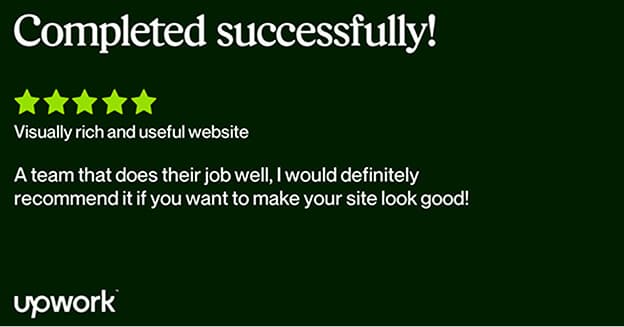 Completed successfully!
Visually rich and useful website
A team that does their job well, I would definitely
recommend it if you want to make your site look good!
upwork™